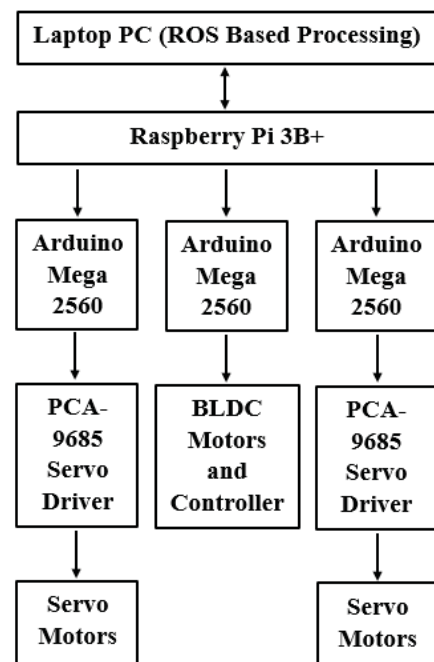 Laptop PC (ROS Based Processing)
Raspberry Pi 3B+
Arduino
Mega
2560
Arduino
Mega
2560
Arduino
Mega
2560
PCA-
9685
Servo
Driver
BLDC
Motors
and
Controller
PCA-
9685
Servo
Driver
Servo
Motors
Servo
Motors